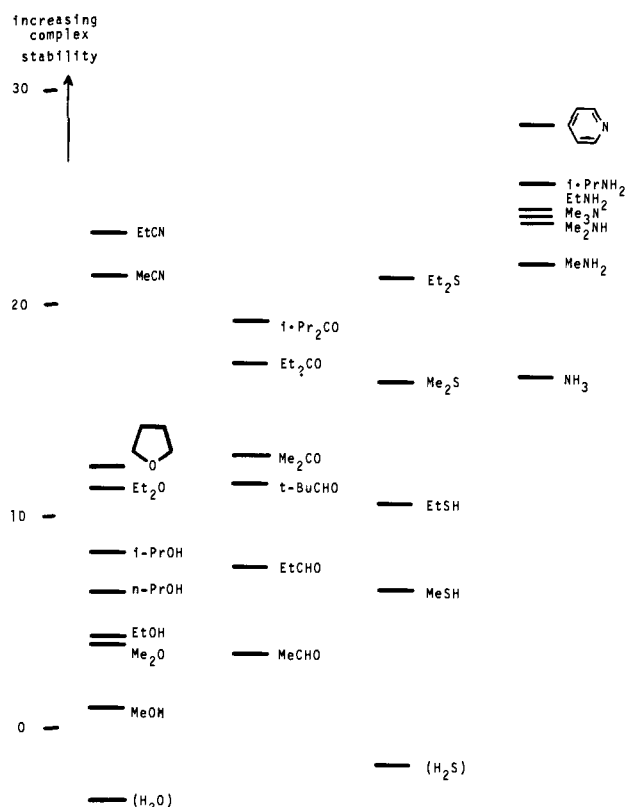 increasing
complex
stability
30
20
10
0
EtCN
MeCN
O
Et2O
i-PrOH
n-PrOH
EtOH
Me2O
MeOH
(H2O)
i·Pr2CO
Et2CO
Me2CO
t-BuCHO
EtCHO
MeCHO
Et2S
Me2S
EtSH
MeSH
(H2S)
N
i·PrNH2
EtNH2
Me3N
Me2NH
MeNH2
NH3